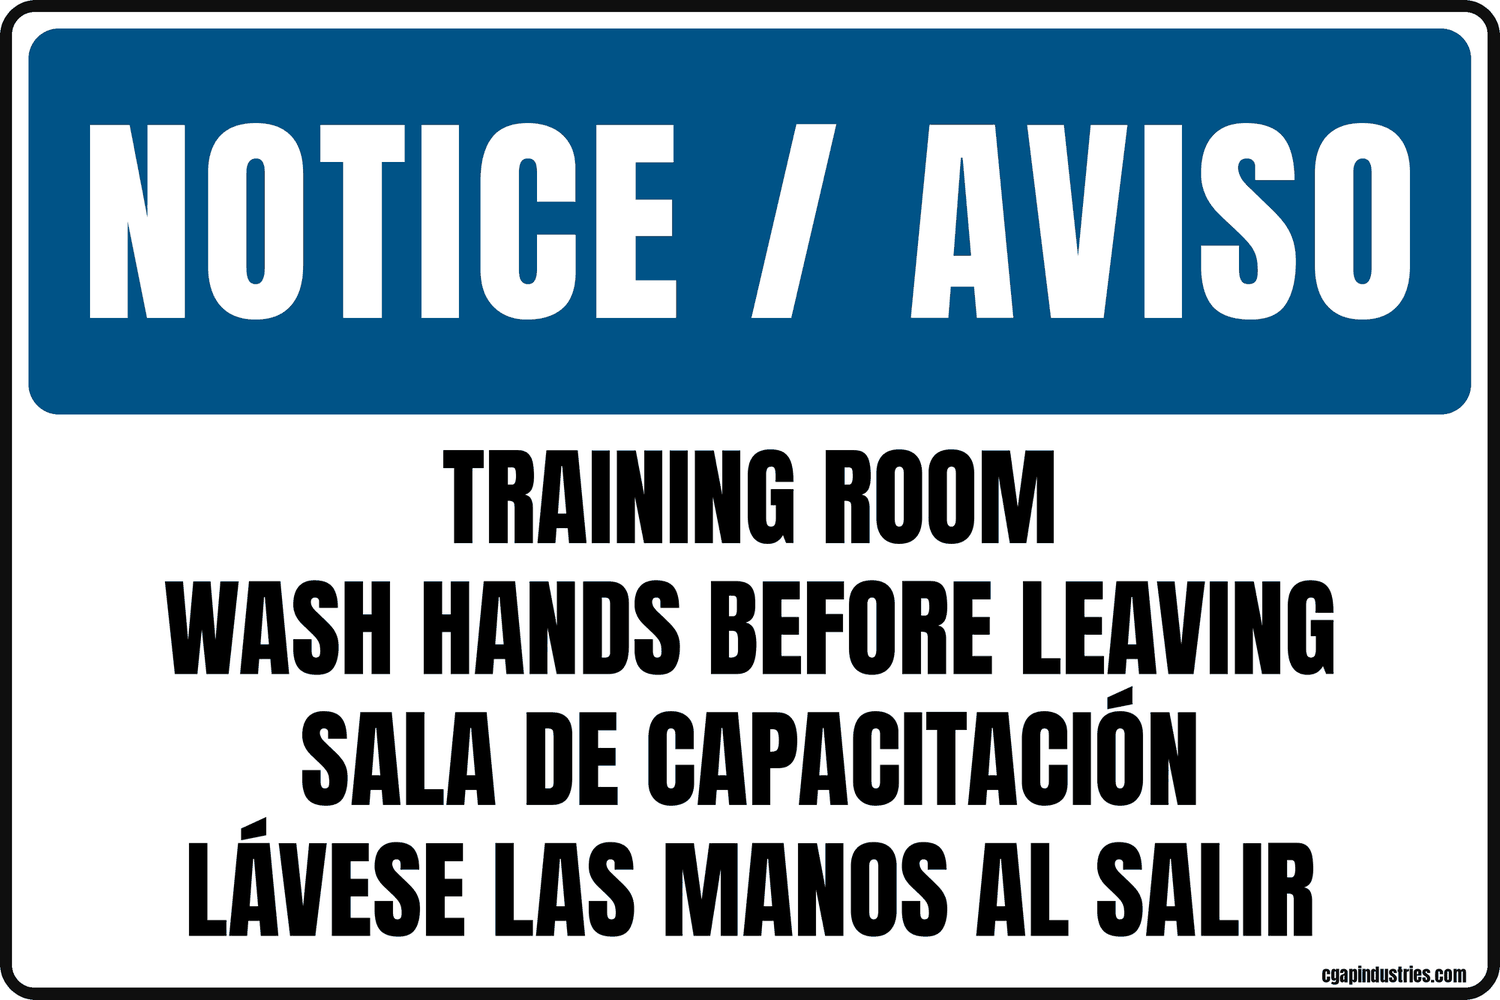 NOTICE / AVISO
TRAINING ROOM
WASH HANDS BEFORE LEAVING
SALA DE CAPACITACIÓN
LÁVESE LAS MANOS AL SALIR
cgapindustries.com